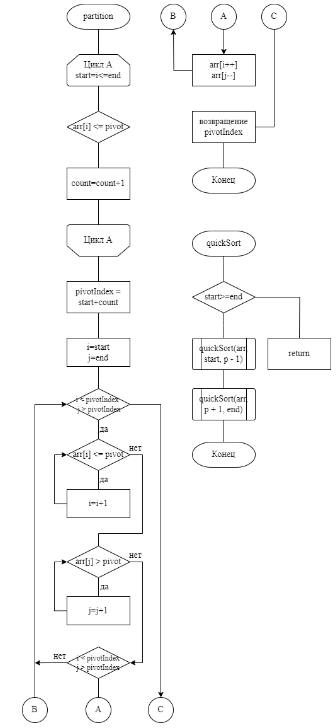 partition
Цикл А
start=i<=end
arr[i] <= pivot
count=count+1
Цикл А
pivotIndex =
start+count
i=start
j=end
i < pivotIndex
j > pivotIndex
да
arr[i] <= pivot
нет
да
i=i+1
arr[j] > pivot
нет
да
j=j+1
нет
i < pivotIndex
j > pivotIndex
B
A
C
B
A
C
arr[i++]
arr[j--]
возвращение
pivotIndex
Конец
quickSort
start>=end
return
quickSort(arr,
start, p - 1)
quickSort(arr,
p + 1, end)
Конец